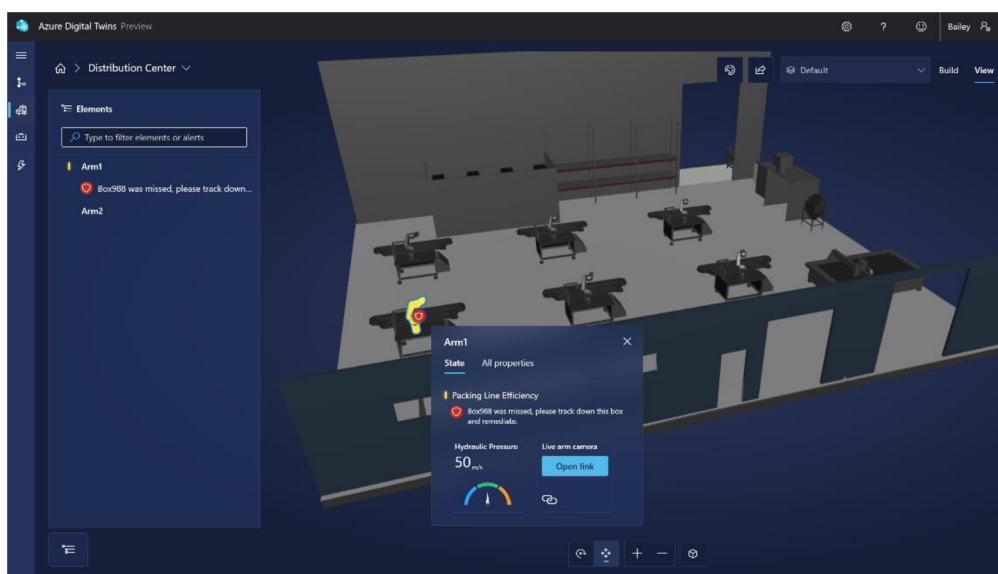 Azure Digital Twins Preview
?
Bailey
Distribution Center
Default
Build
View
Elements
Type to filter elements or alerts
Arm1
Box988 was missed, please track down...
Arm2
Arm1
State
All properties
Packing Line Efficiency
Box988 was missed, please track down this box
and remediate.
Hydraulic Pressure
50 m/s
Live arm camera
Open link